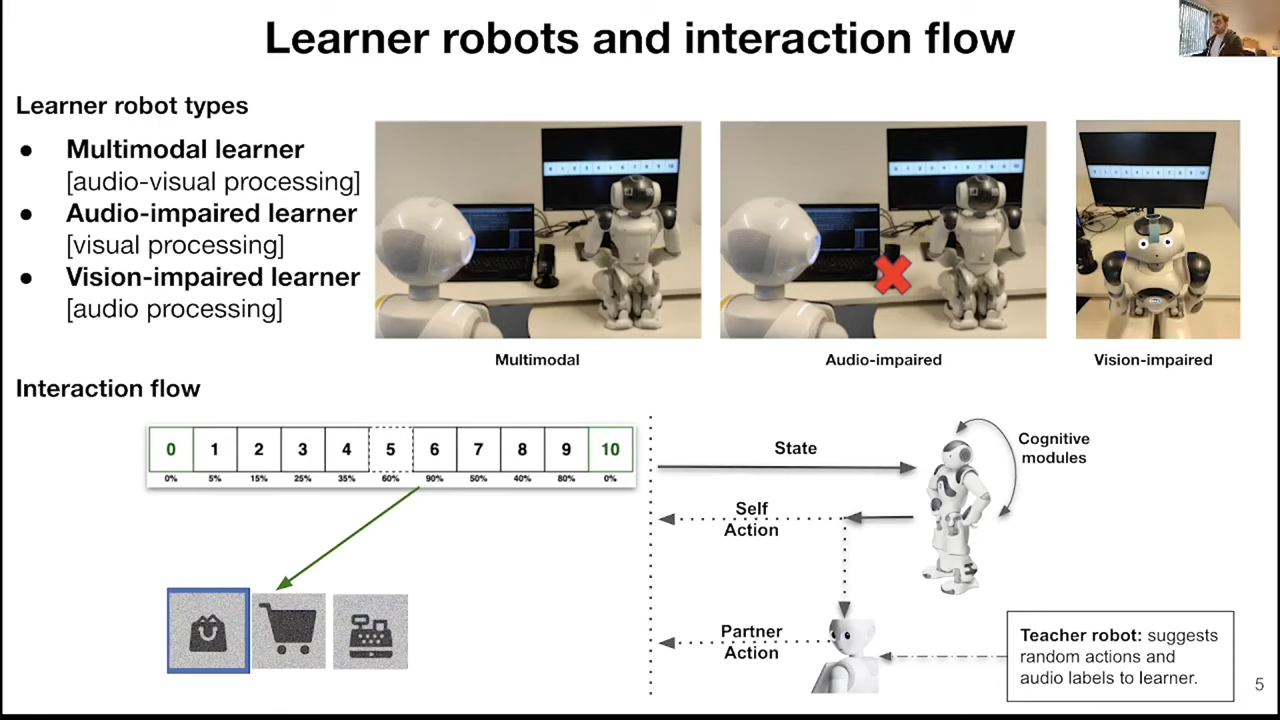 Learner robots and interaction flow
Learner robot types
● Multimodal learner
[audio-visual processing]
● Audio-impaired learner
[visual processing]
● Vision-impaired learner
[audio processing]
Multimodal
Audio-impaired
Vision-impaired
Interaction flow
0 1 2 3 4 5 6 7 8 9 10
0% 5% 15% 25% 35% 60% 90% 50% 40% 80% 0%
State
Cognitive
modules
Self
Action
Partner
Action
Teacher robot: suggests
random actions and
audio labels to learner.
5